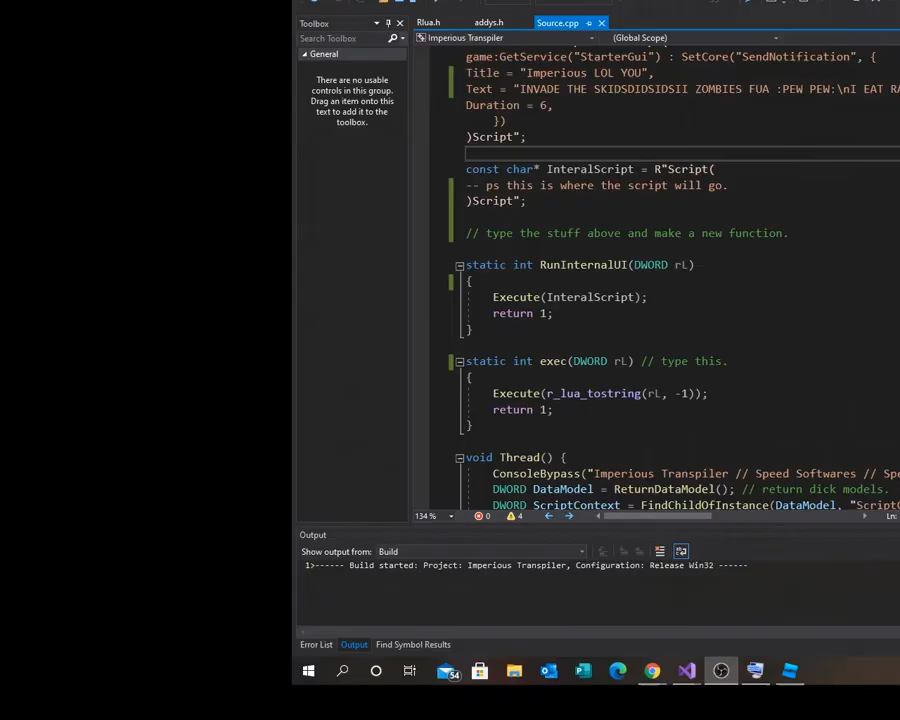 Toolbox
Rlua.h
addys.h
Source.cpp
Search Toolbox
Imperious Transpiler
(Global Scope)
General
There are no usable
controls in this group.
Drag an item onto this
text to add it to the
toolbox.
game:GetService("StarterGui") : SetCore("SendNotification", {
Title = "Imperious LOL YOU",
Text = "INVADE THE SKIDSDIDSIDSII ZOMBIES FUA :PEW PEW:\nI EAT RA
Duration = 6,
})
)Script";
const char* InteralScript = R"Script(
-- ps this is where the script will go.
)Script";
// type the stuff above and make a new function.
static int RunInternalUI(DWORD rL)
{
Execute(InteralScript);
return 1;
}
static int exec(DWORD rL) // type this.
{
Execute(r_lua_tostring(rL, -1));
return 1;
}
void Thread() {
ConsoleBypass("Imperious Transpiler // Speed Softwares // Spe
DWORD DataModel = ReturnDataModel(); // return dick models.
DWORD ScriptContext = FindChildOfInstance(DataModel, "ScriptC
134 %
0
4
Ln:
Output
Show output from:
Build
1>------ Build started: Project: Imperious Transpiler, Configuration: Release Win32 ------
Error List
Output
Find Symbol Results
54